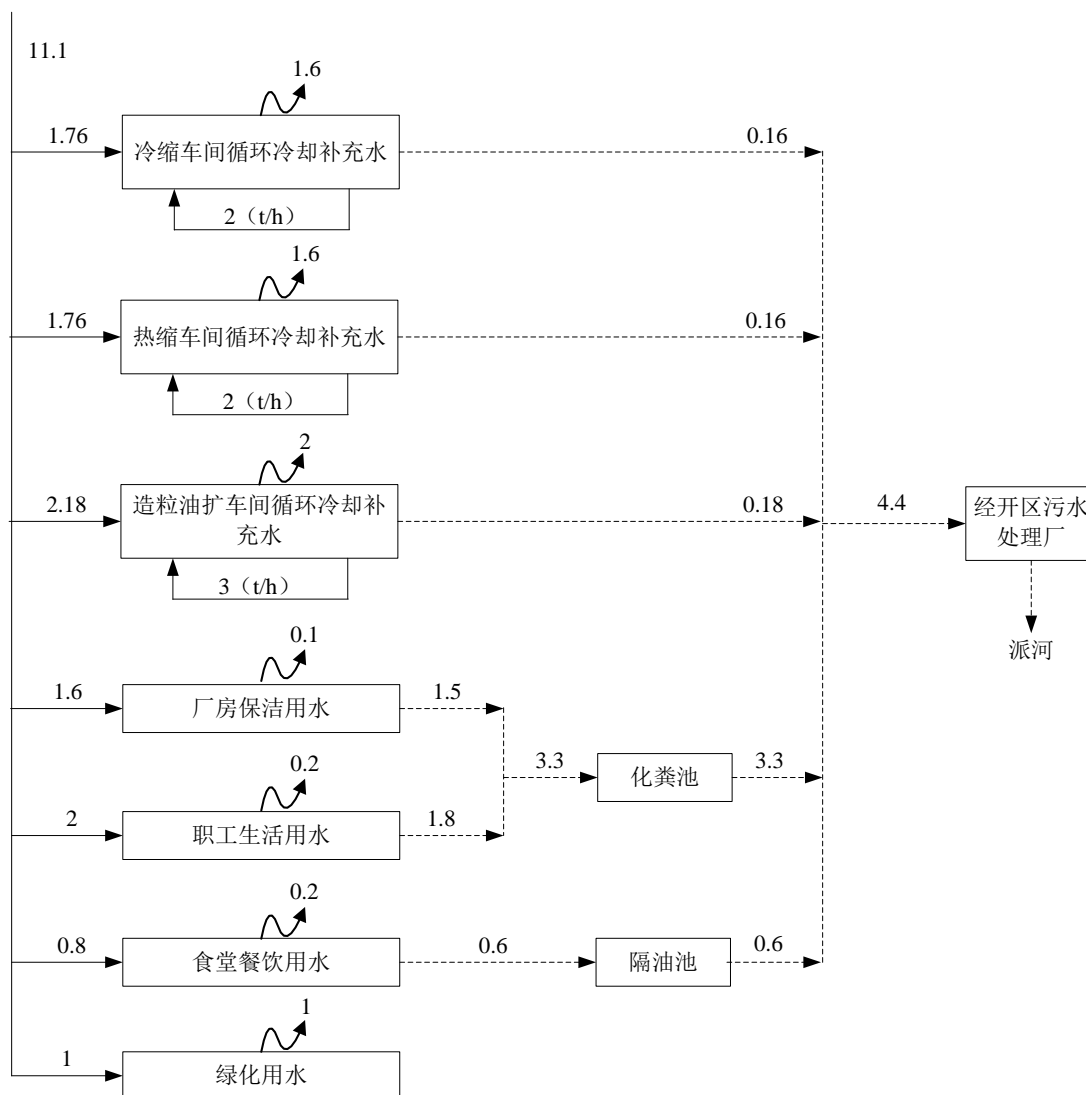 11.1
1.6
1.76
冷缩车间循环冷却补充水
0.16
2（t/h）
1.6
1.76
热缩车间循环冷却补充水
0.16
2（t/h）
2
2.18
造粒油扩车间循环冷却补
充水
0.18
4.4
经开区污水
处理厂
3（t/h）
派河
0.1
1.6
厂房保洁用水
1.5
3.3
化粪池
3.3
0.2
2
职工生活用水
1.8
0.2
0.8
食堂餐饮用水
0.6
隔油池
0.6
1
1
绿化用水